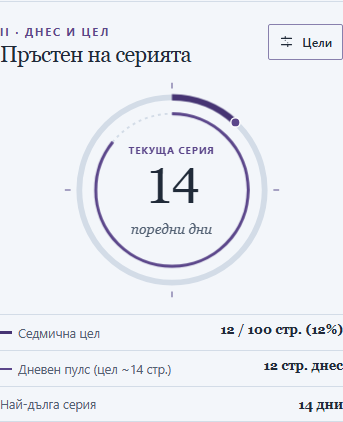 II · ДНЕС И ЦЕЛ
Пръстен на серията
Цели
ТЕКУЩА СЕРИЯ
14
поредни дни
Седмична цел
12 / 100 стр. (12%)
Дневен пулс (цел ~14 стр.)
12 стр. днес
Най-дълга серия
14 дни